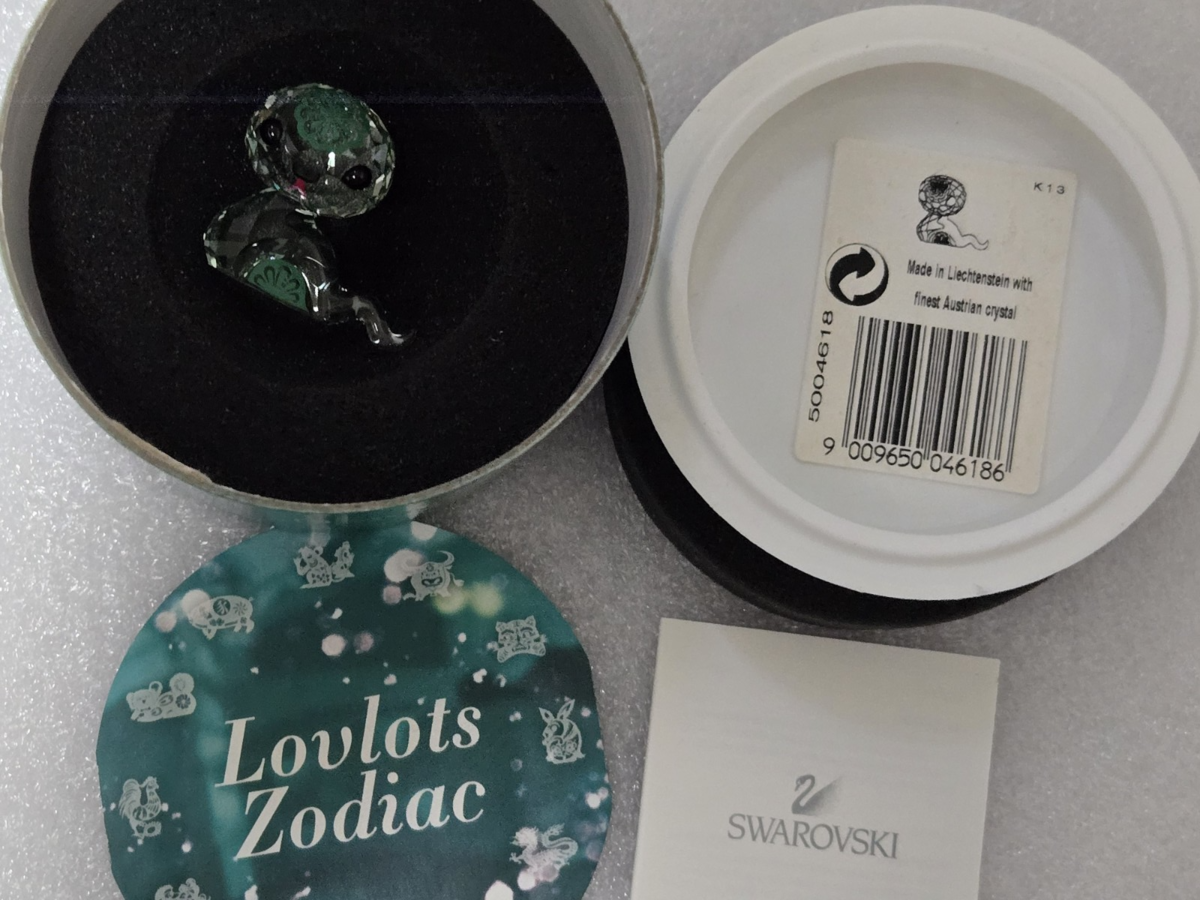 K13
Made in Liechtenstein with
finest Austrian crystal
5004618
9 009650 046186
Lovlots
Zodiac
SWAROVSKI